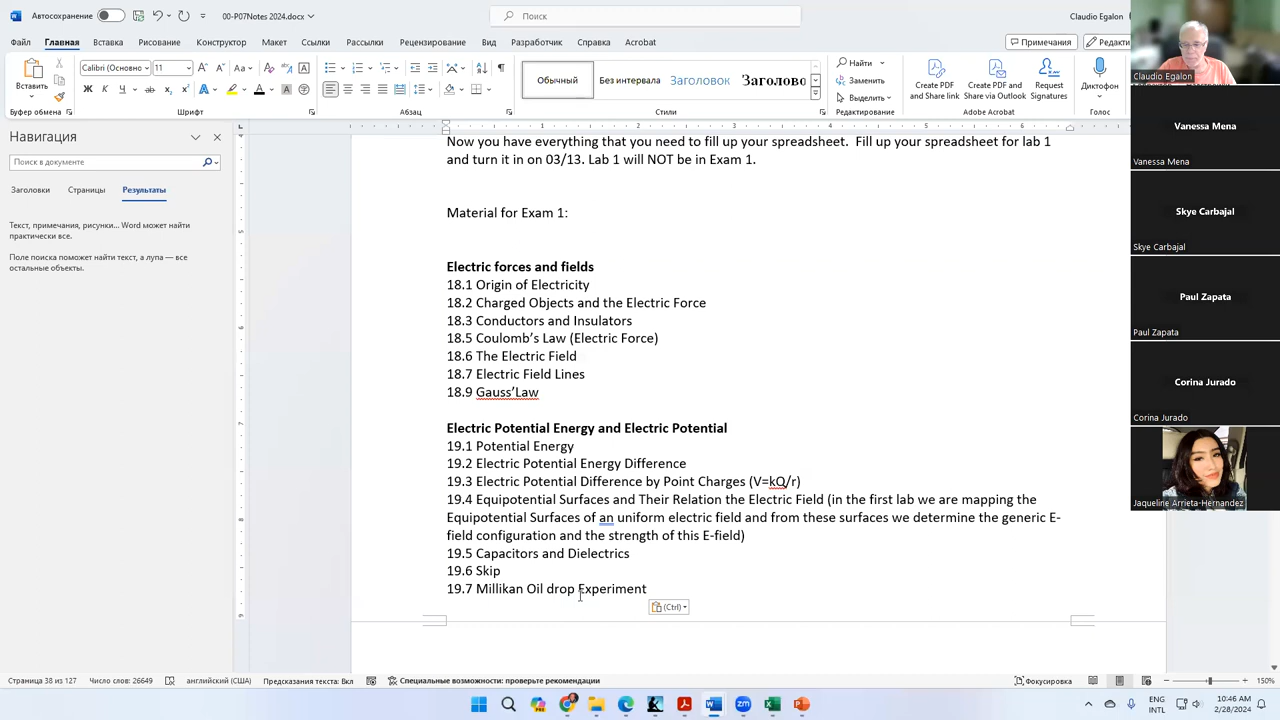 Автосохранение
00-P07Notes 2024.docx
Поиск
Claudio Egalon
Файл Главная Вставка Рисование Конструктор Макет Ссылки Рассылки Рецензирование Вид Разработчик Справка Acrobat
Примечания
Вставить
Буфер обмена
Calibri (Основно
11
Шрифт
Абзац
Обычный
Без интервала
Заголовок
Заголово
Стили
Найти
Заменить
Выделить
Редактирование
Create PDF and Share link
Create PDF and Share via Outlook
Request Signatures
Adobe Acrobat
Диктофон
Голос
Навигация
Поиск в документе
Заголовки Страницы Результаты
Текст, примечания, рисунки... Word может найти
практически все.
Поле поиска поможет найти текст, а лупа — все
остальные объекты.
Now you have everything that you need to fill up your spreadsheet. Fill up your spreadsheet for lab 1
and turn it in on 03/13. Lab 1 will NOT be in Exam 1.
Material for Exam 1:
Electric forces and fields
18.1 Origin of Electricity
18.2 Charged Objects and the Electric Force
18.3 Conductors and Insulators
18.5 Coulomb's Law (Electric Force)
18.6 The Electric Field
18.7 Electric Field Lines
18.9 Gauss'Law
Electric Potential Energy and Electric Potential
19.1 Potential Energy
19.2 Electric Potential Energy Difference
19.3 Electric Potential Difference by Point Charges (V=kQ/r)
19.4 Equipotential Surfaces and Their Relation the Electric Field (in the first lab we are mapping the
Equipotential Surfaces of an uniform electric field and from these surfaces we determine the generic E-
field configuration and the strength of this E-field)
19.5 Capacitors and Dielectrics
19.6 Skip
19.7 Millikan Oil drop Experiment
(Ctrl)
Claudio Egalon
Vanessa Mena
Vanessa Mena
Skye Carbajal
Skye Carbajal
Paul Zapata
Paul Zapata
Corina Jurado
Corina Jurado
Jaqueline Arrieta-Hernandez
Страница 38 из 127
Число слов: 26649
английский (США)
Предсказания текста: Вкл
Специальные возможности: проверьте рекомендации
Фокусировка
150%
ENG
INTL
10:46 AM
2/28/2024